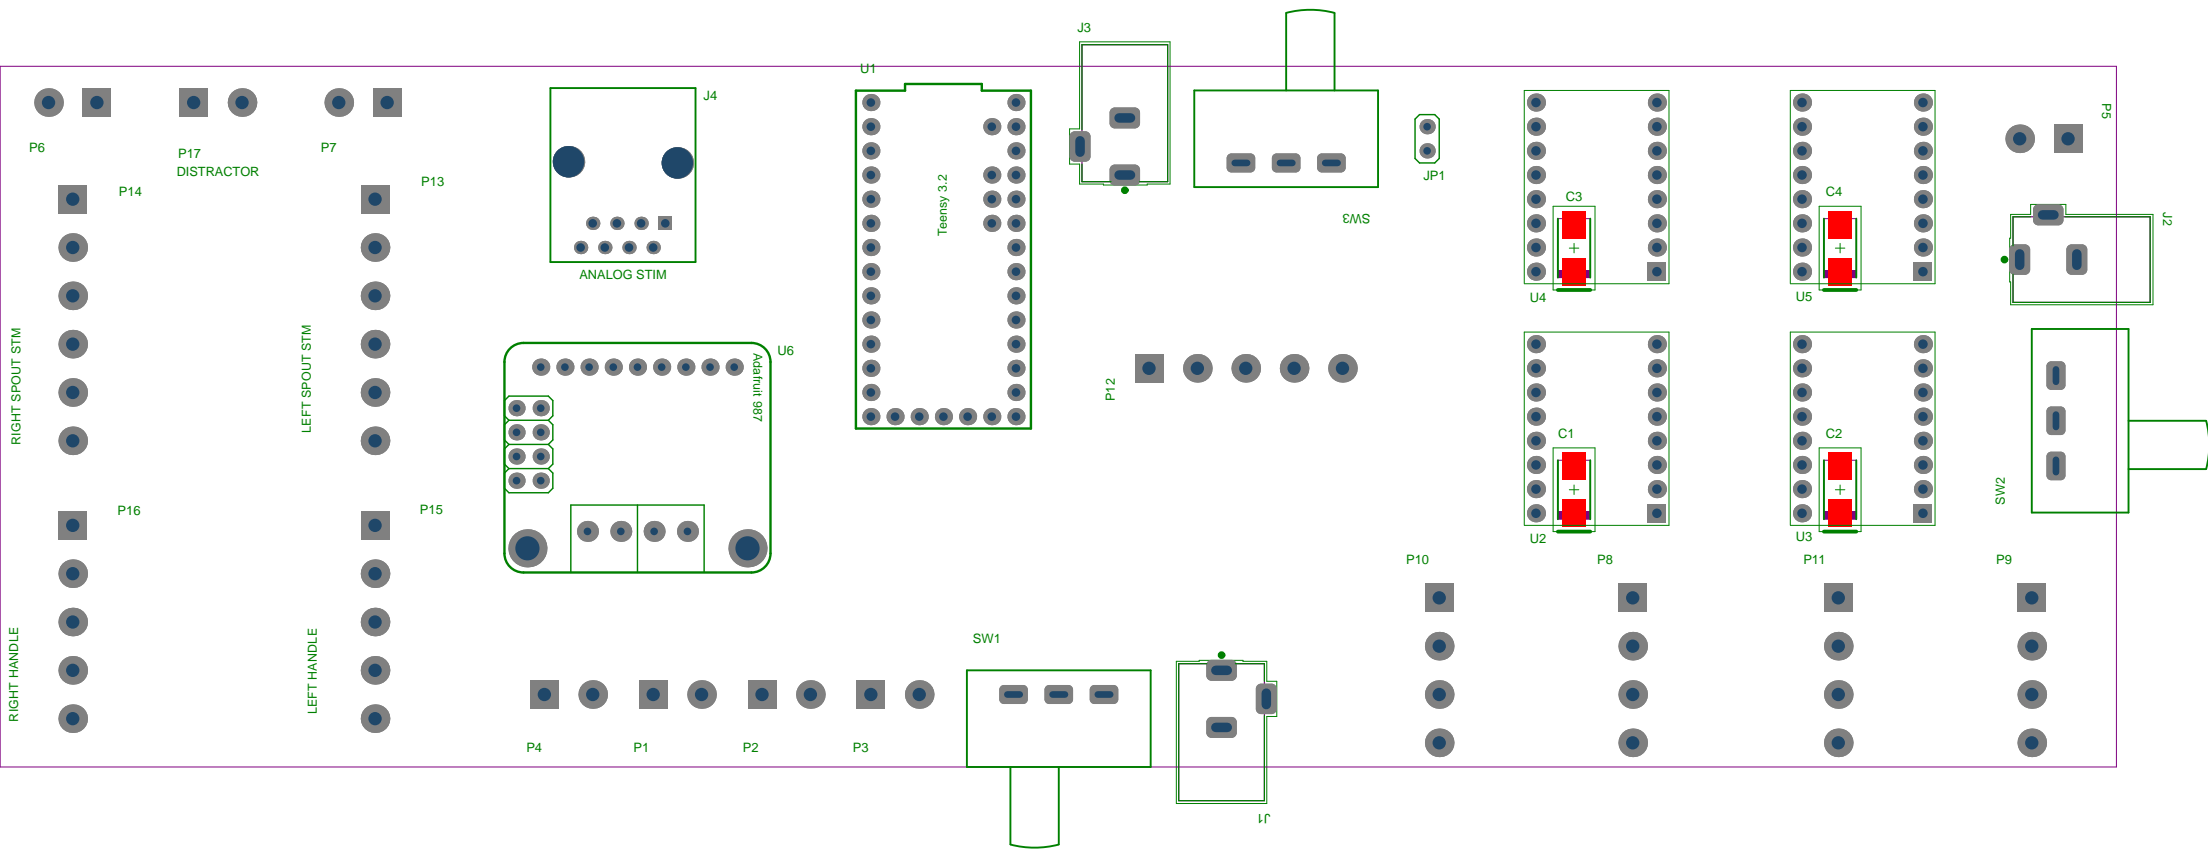 J3
U1
J4
P5
P6
P17
P7
DISTRACTOR
JP1
P14
P13
C3
C4
Teensy 3.2
SW3
J2
ANALOG STIM
U4
U5
RIGHT SPOUT STM
LEFT SPOUT STM
U6
Adafruit 987
P12
C1
C2
SW2
P16
P15
U2
U3
P10
P8
P11
P9
SW1
RIGHT HANDLE
LEFT HANDLE
P4
P1
P2
P3
J1